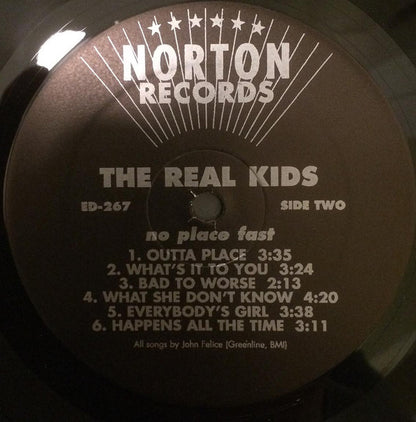 NORTON
RECORDS
THE REAL KIDS
ED-267 SIDE TWO
no place fast
1. OUTTA PLACE 3:35
2. WHAT'S IT TO YOU 3:24
3. BAD TO WORSE 2:13
4. WHAT SHE DON'T KNOW 4:20
5. EVERYBODY'S GIRL 3:38
6. HAPPENS ALL THE TIME 3:11
All songs by John Felice (Greenline, BMI)